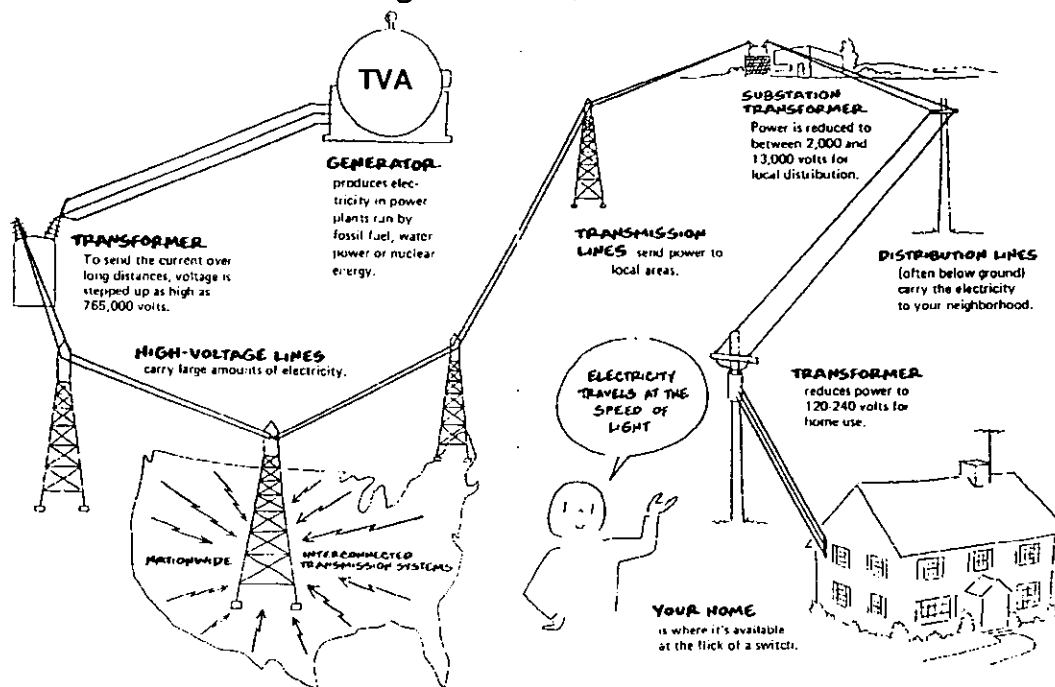 TVA
GENERATOR
produces elec-
tricity in power
plants run by
fossil fuel, water
power or nuclear
energy.
TRANSFORMER
To send the current over
long distances, voltage is
stepped up as high as
765,000 volts.
HIGH-VOLTAGE LINES
carry large amounts of electricity.
NATIONWIDE
INTERCONNECTED
TRANSMISSION SYSTEMS
TRANSMISSION
LINES send power to
local areas.
SUBSTATION
TRANSFORMER
Power is reduced to
between 2,000 and
13,000 volts for
local distribution.
DISTRIBUTION LINES
(often below ground)
carry the electricity
to your neighborhood.
TRANSFORMER
reduces power to
120-240 volts for
home use.
ELECTRICITY
TRAVELS AT THE
SPEED OF
LIGHT
YOUR HOME
is where it's available
at the flick of a switch.